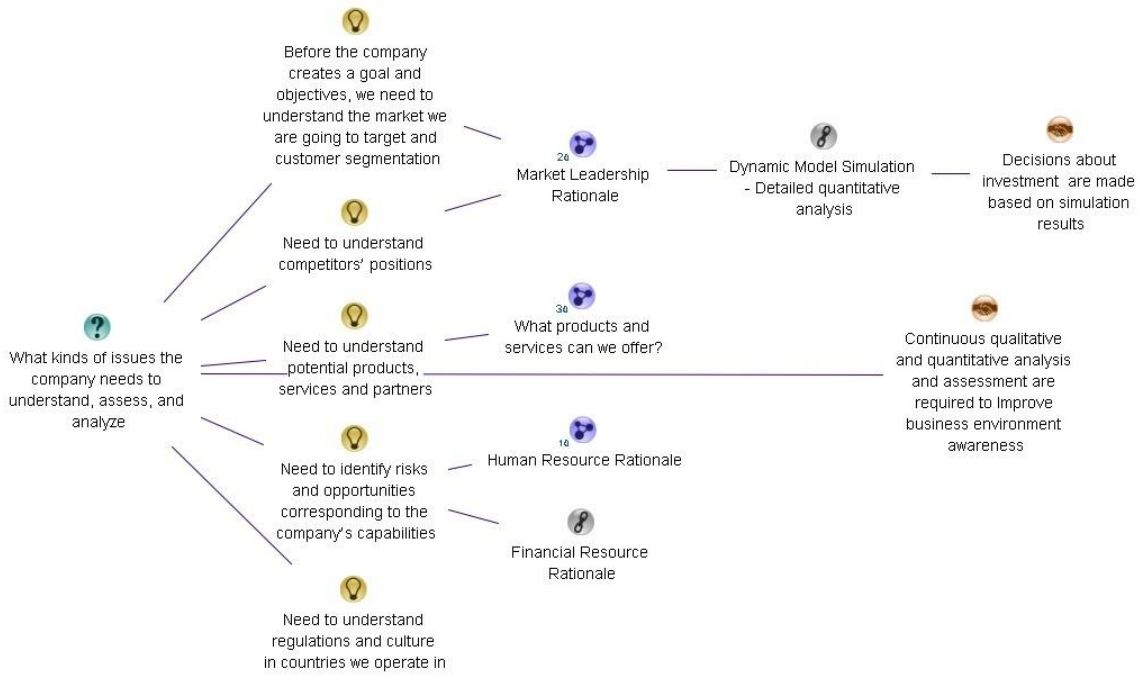 Before the company
creates a goal and
objectives, we need to
understand the market we
are going to target and
customer segmentation
Need to understand
competitors' positions
?
What kinds of issues the
company needs to
understand, assess, and
analyze
Need to understand
potential products,
services and partners
Need to identify risks
and opportunities
corresponding to the
company's capabilities
Need to understand
regulations and culture
in countries we operate in
Market Leadership
Rationale
What products and
services can we offer?
Human Resource Rationale
Financial Resource
Rationale
Dynamic Model Simulation
- Detailed quantitative
analysis
Decisions about
investment are made
based on simulation
results
Continuous qualitative
and quantitative analysis
and assessment are
required to Improve
business environment
awareness